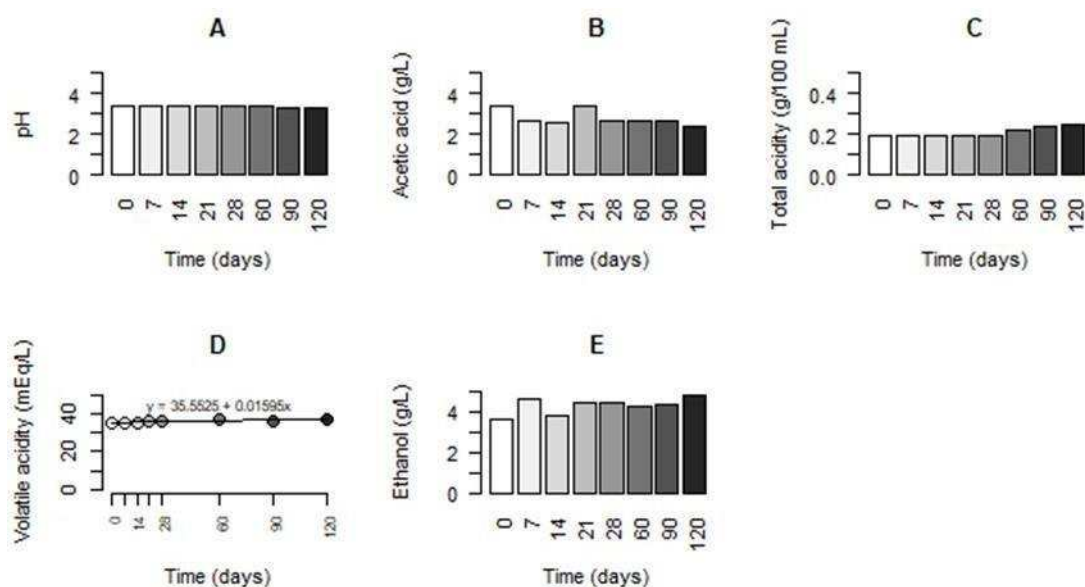 A
pH
4
2
0
0 7 14 21 28 60 90 120
Time (days)
B
Acetic acid (g/L)
4
2
0
0 7 14 21 28 60 90 120
Time (days)
C
Total acidity (g/100 mL)
0.4
0.2
0.0
0 7 14 21 28 60 90 120
Time (days)
D
Volatile acidity (mEq/L)
40
20
0
y = 35.5525 + 0.01595x
0 14 28 60 90 120
Time (days)
E
Ethanol (g/L)
4
2
0
0 7 14 21 28 60 90 120
Time (days)